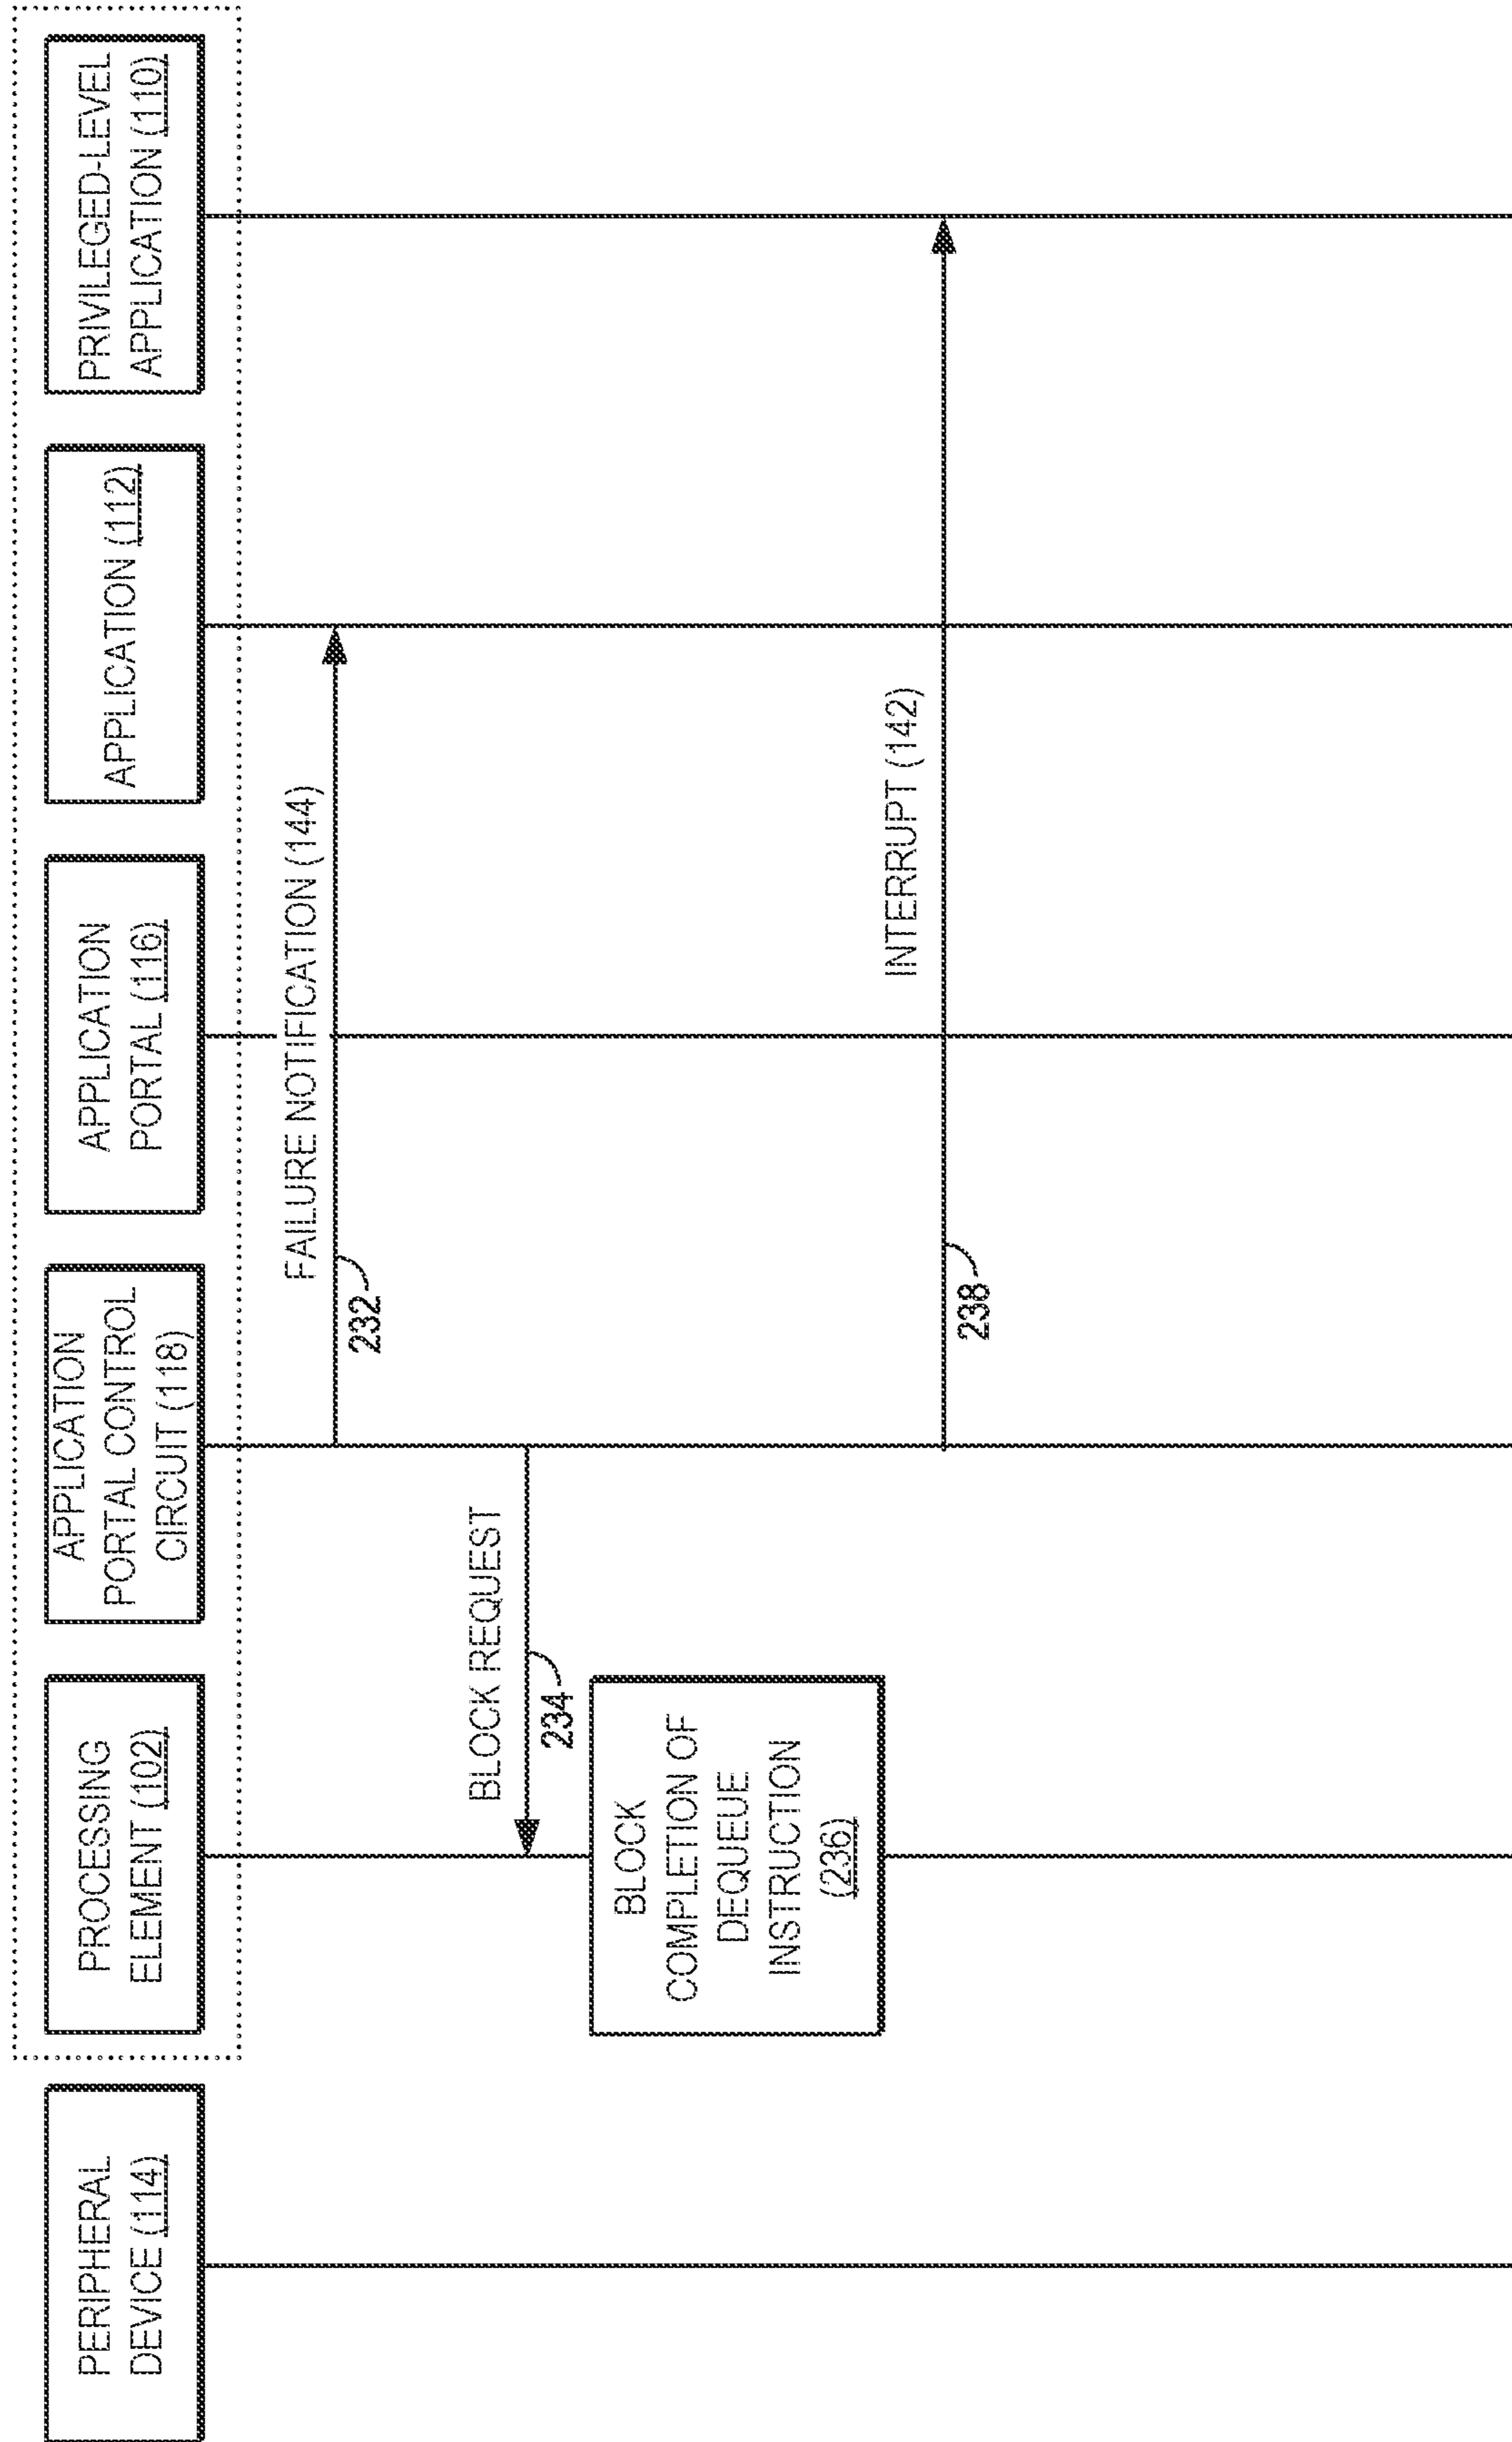 PERIPHERAL
DEVICE (114)
PROCESSING
ELEMENT (102)
APPLICATION
PORTAL CONTROL
CIRCUIT (118)
APPLICATION
PORTAL (116)
APPLICATION (112)
PRIVILEGED-LEVEL
APPLICATION (110)
FAILURE NOTIFICATION (144)
232
BLOCK REQUEST
234
BLOCK
COMPLETION OF
DEQUEUE
INSTRUCTION
(236)
INTERRUPT (142)
238